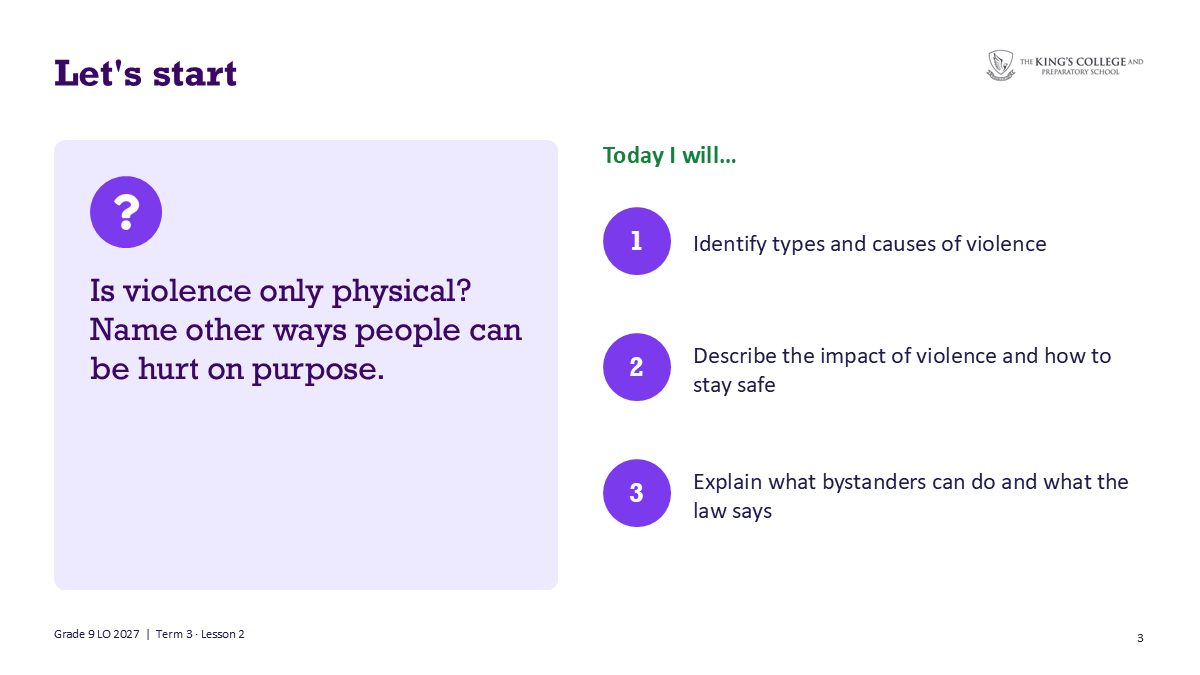 Let's start
THE KING'S COLLEGE AND
PREPARATORY SCHOOL
?
Is violence only physical?
Name other ways people can
be hurt on purpose.
Today I will...
1
Identify types and causes of violence
2
Describe the impact of violence and how to
stay safe
3
Explain what bystanders can do and what the
law says
Grade 9 LO 2027 | Term 3 · Lesson 2
3